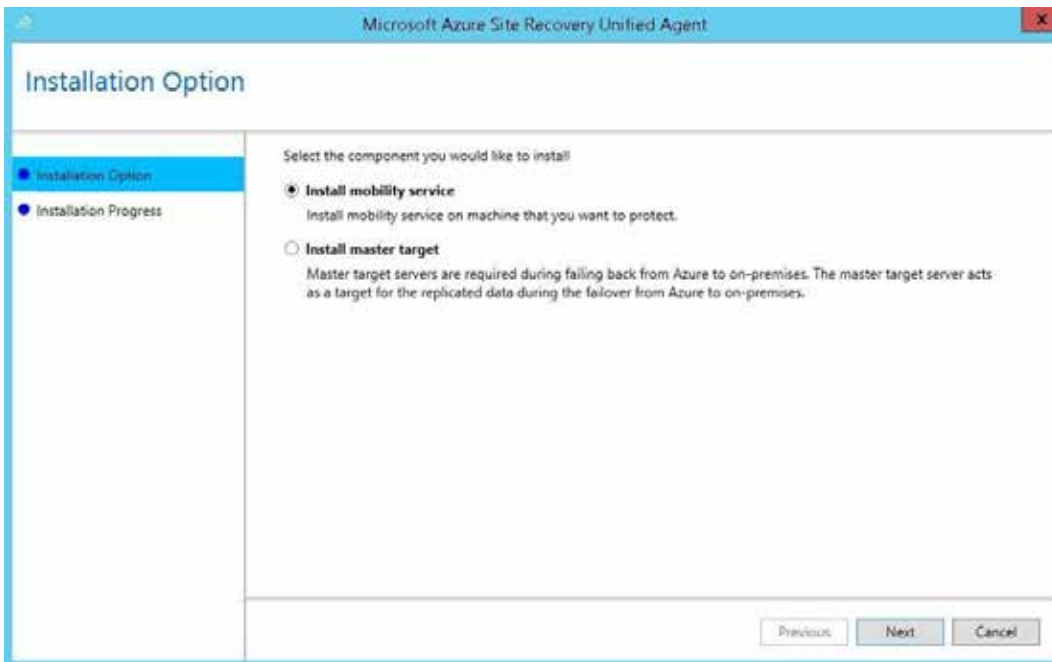 Microsoft Azure Site Recovery Unified Agent
x
Installation Option
Installation Option
Installation Progress
Select the component you would like to install
Install mobility service
Install mobility service on machine that you want to protect.
Install master target
Master target servers are required during failing back from Azure to on-premises. The master target server acts
as a target for the replicated data during the failover from Azure to on-premises.
Previous
Next
Cancel